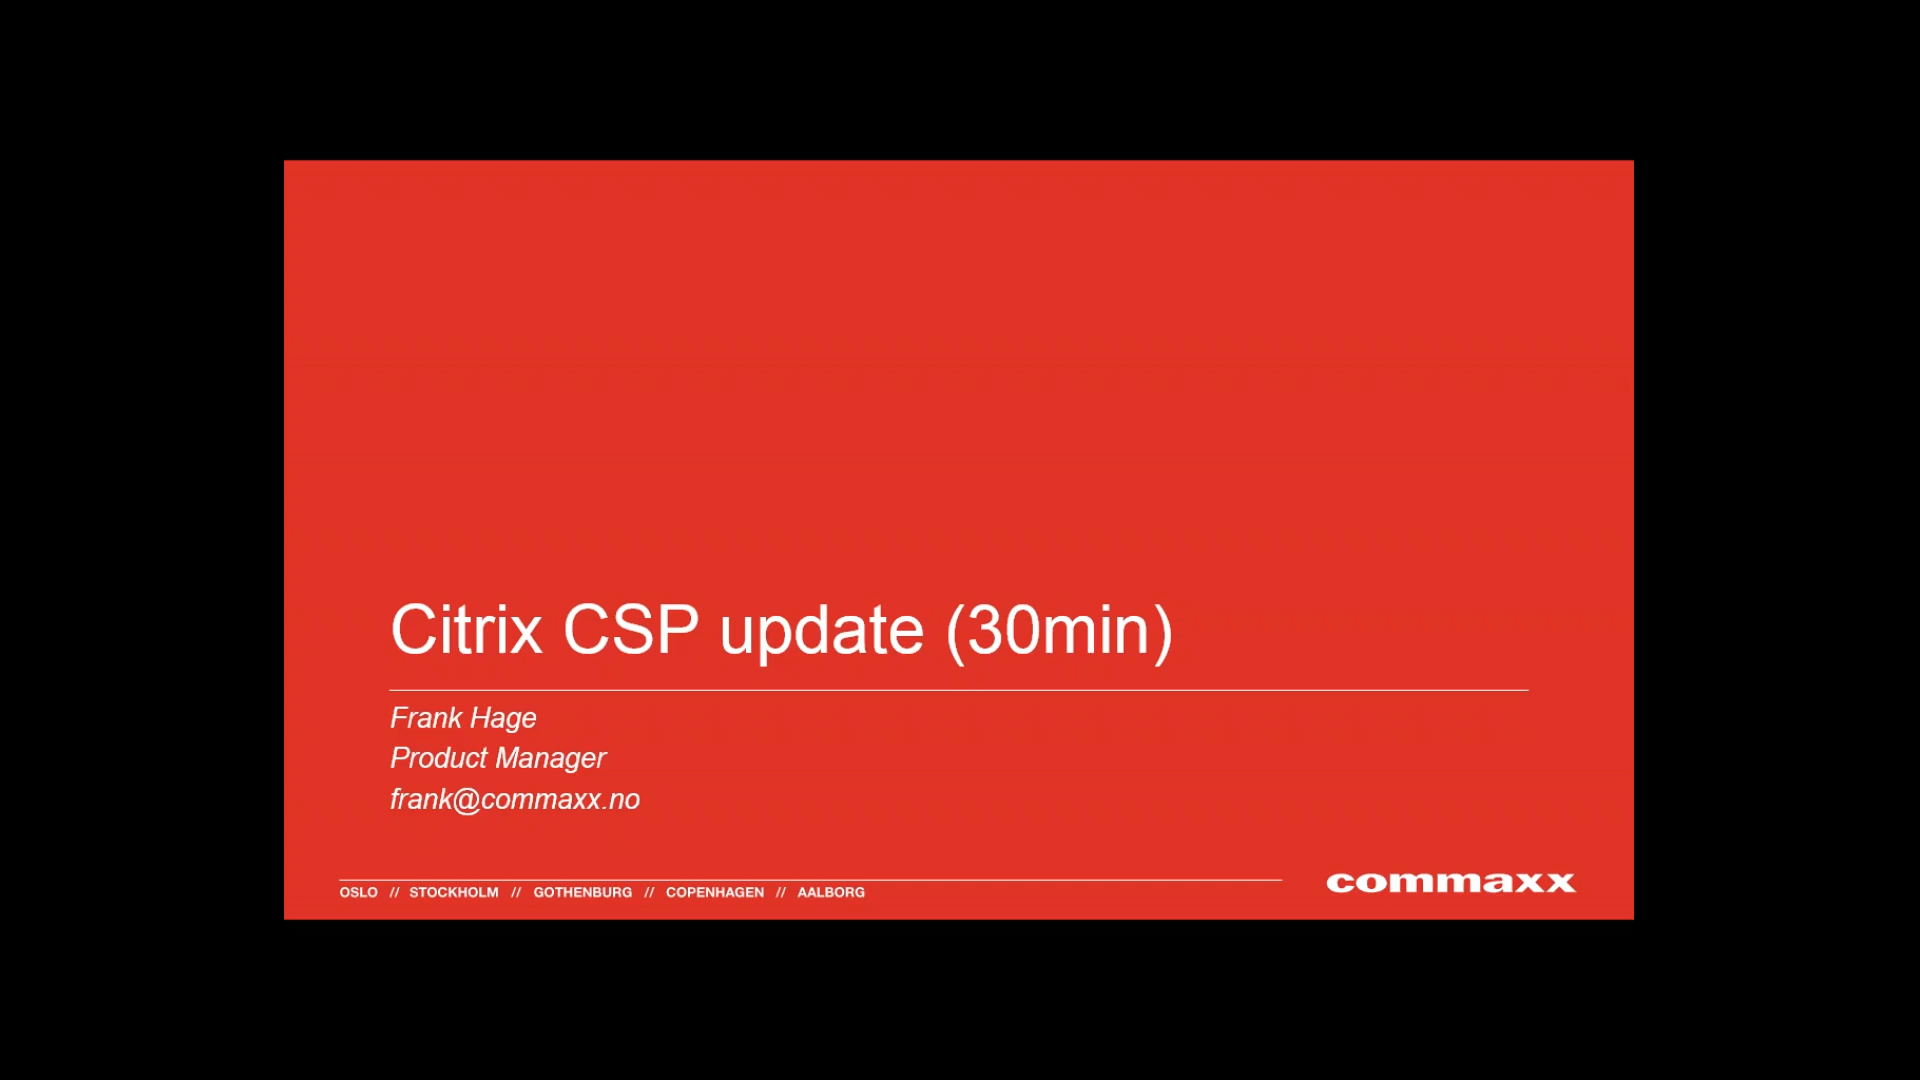 Citrix CSP update (30min)
Frank Hage
Product Manager
frank@commaxx.no
OSLO // STOCKHOLM // GOTHENBURG // COPENHAGEN // AALBORG
commaxx